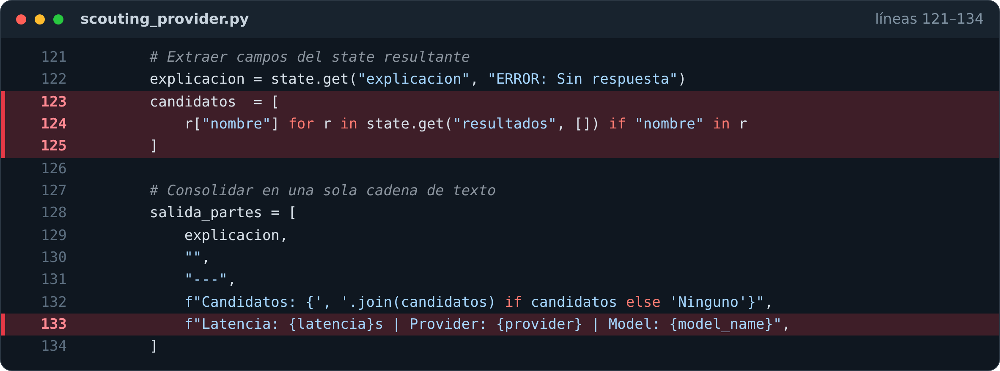 scouting_provider.py líneas 121–134
121 # Extraer campos del state resultante
122 explicacion = state.get("explicacion", "ERROR: Sin respuesta")
123 candidatos  = [
124     r["nombre"] for r in state.get("resultados", []) if "nombre" in r
125 ]
126
127 # Consolidar en una sola cadena de texto
128 salida_partes = [
129     explicacion,
130     "",
131     "---",
132     f"Candidatos: {', '.join(candidatos) if candidatos else 'Ninguno'}",
133     f"Latencia: {latencia}s | Provider: {provider} | Model: {model_name}",
134 ]